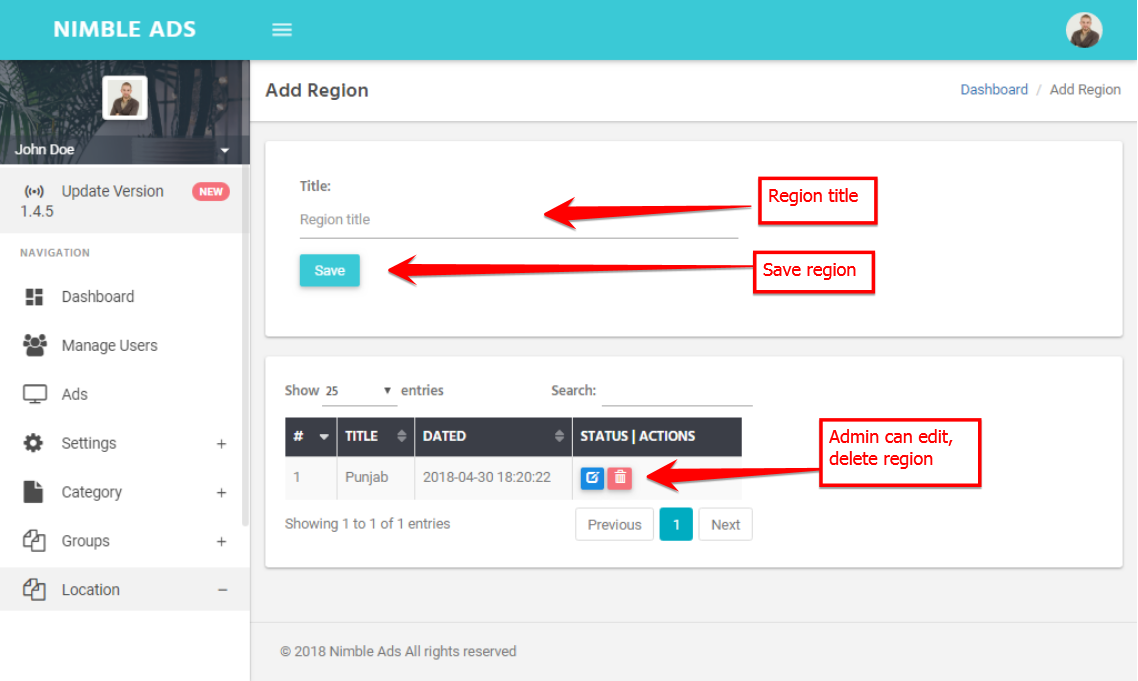 NIMBLE ADS
John Doe
Update Version 1.4.5
NEW
NAVIGATION
Dashboard
Manage Users
Ads
Settings +
Category +
Groups +
Location −
Add Region
Dashboard / Add Region
Title:
Region title
Save
Region title
Save region
Show 25 entries
Search:
# TITLE DATED STATUS | ACTIONS
1 Punjab 2018-04-30 18:20:22
Admin can edit,
delete region
Showing 1 to 1 of 1 entries
Previous 1 Next
© 2018 Nimble Ads All rights reserved